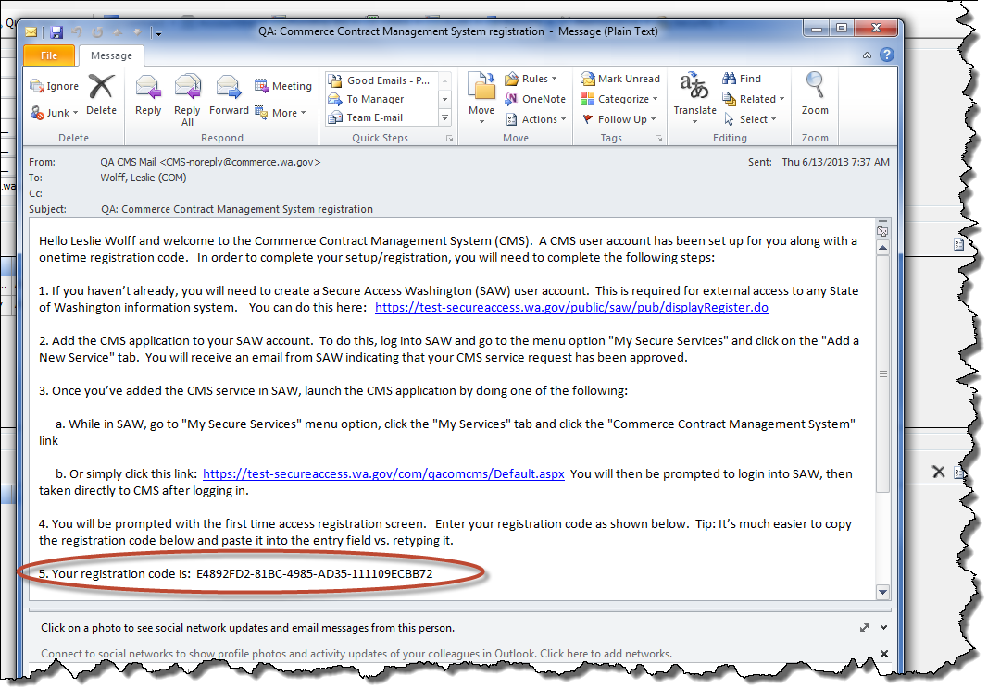 QA: Commerce Contract Management System registration - Message (Plain Text)
File
Message
Ignore
Junk
Delete
Delete
Reply
Reply All
Forward
Meeting
More
Respond
Good Emails - P...
To Manager
Team E-mail
Quick Steps
Move
Rules
OneNote
Actions
Move
Mark Unread
Categorize
Follow Up
Tags
Translate
Find
Related
Select
Editing
Zoom
Zoom
From: QA CMS Mail <CMS-noreply@commerce.wa.gov>
Sent: Thu 6/13/2013 7:37 AM
To: Wolff, Leslie (COM)
Cc:
Subject: QA: Commerce Contract Management System registration
Hello Leslie Wolff and welcome to the Commerce Contract Management System (CMS). A CMS user account has been set up for you along with a
onetime registration code. In order to complete your setup/registration, you will need to complete the following steps:
1. If you haven't already, you will need to create a Secure Access Washington (SAW) user account. This is required for external access to any State
of Washington information system. You can do this here: https://test-secureaccess.wa.gov/public/saw/pub/displayRegister.do
2. Add the CMS application to your SAW account. To do this, log into SAW and go to the menu option "My Secure Services" and click on the "Add a
New Service" tab. You will receive an email from SAW indicating that your CMS service request has been approved.
3. Once you've added the CMS service in SAW, launch the CMS application by doing one of the following:
a. While in SAW, go to "My Secure Services" menu option, click the "My Services" tab and click the "Commerce Contract Management System"
link
b. Or simply click this link: https://test-secureaccess.wa.gov/com/qacomcms/Default.aspx You will then be prompted to login into SAW, then
taken directly to CMS after logging in.
4. You will be prompted with the first time access registration screen. Enter your registration code as shown below. Tip: It's much easier to copy
the registration code below and paste it into the entry field vs. retyping it.
5. Your registration code is: E4892FD2-81BC-4985-AD35-111109ECBB72
Click on a photo to see social network updates and email messages from this person.
Connect to social networks to show profile photos and activity updates of your colleagues in Outlook. Click here to add networks.